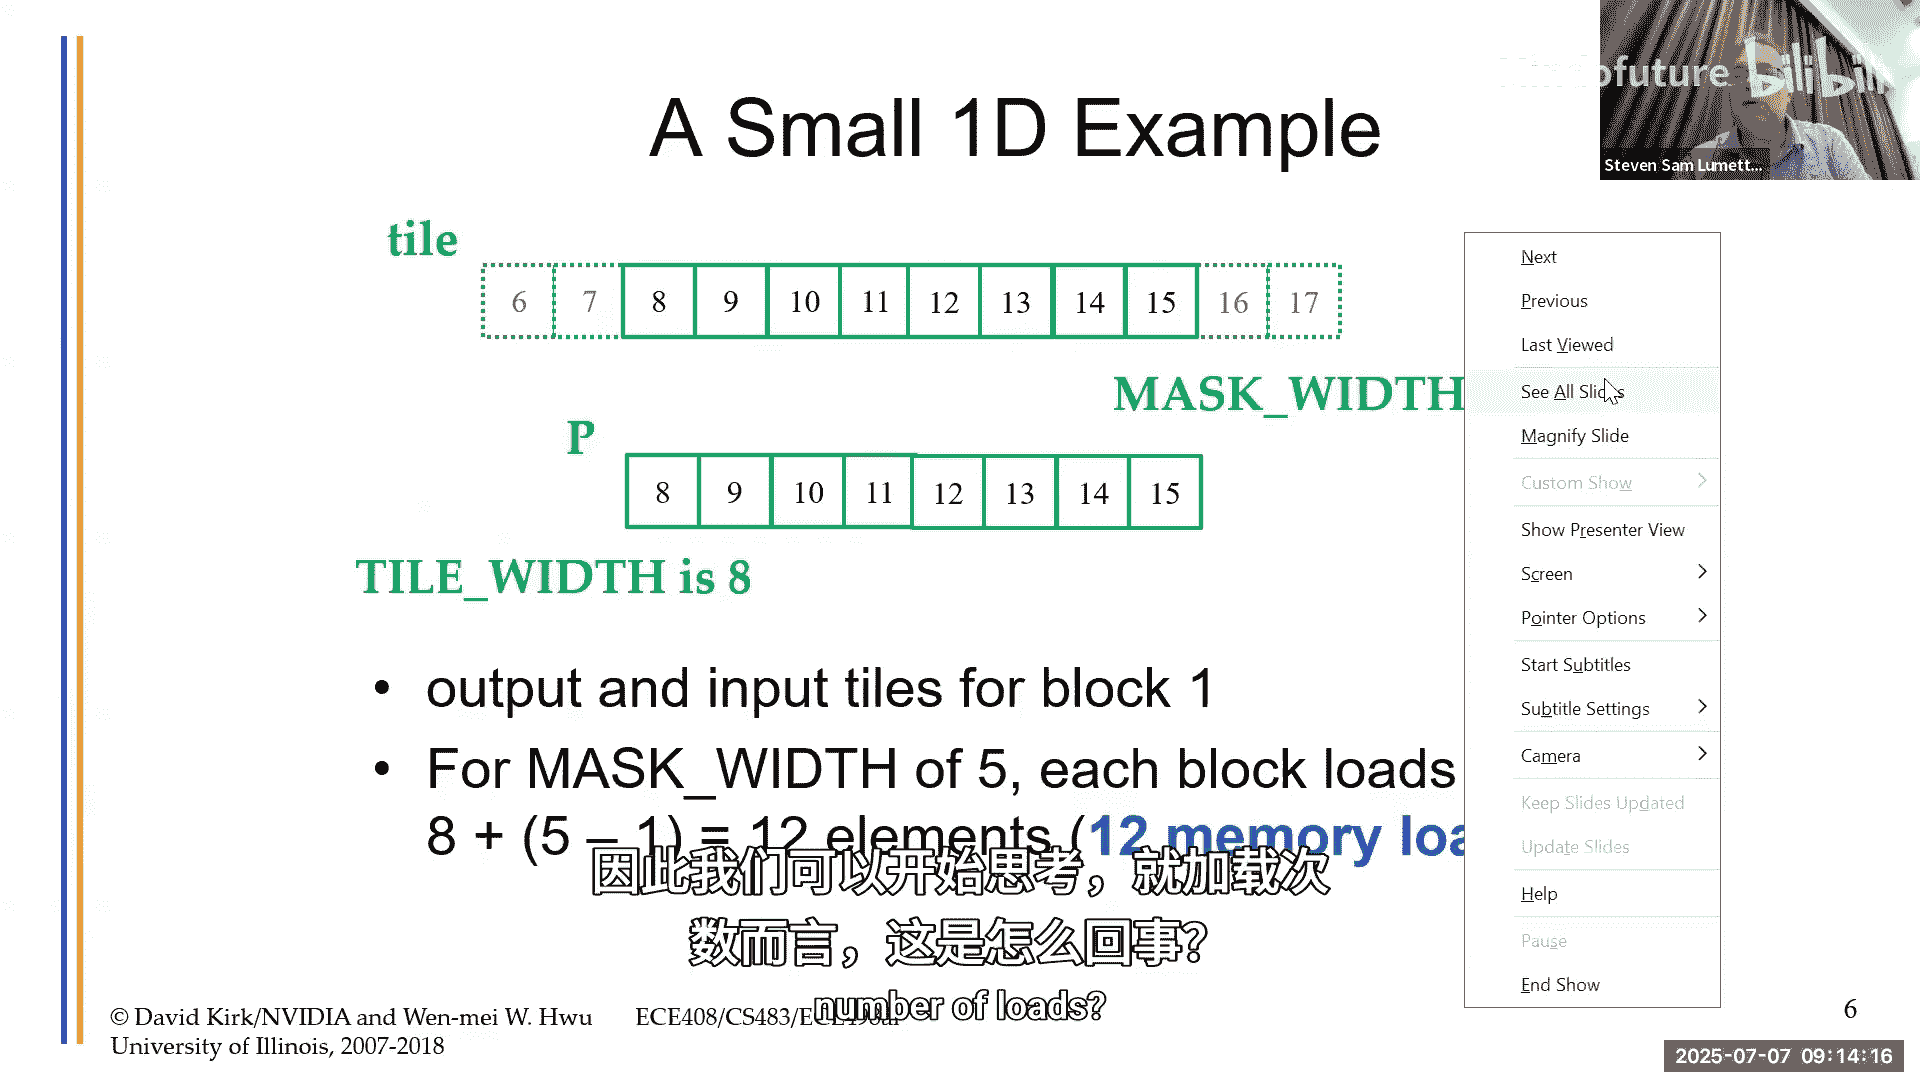 A Small 1D Example
bilibili
Steven Sam Lumett...
tile
6 7 8 9 10 11 12 13 14 15 16 17
MASK_WIDTH
P
8 9 10 11 12 13 14 15
TILE_WIDTH is 8
• output and input tiles for block 1
• For MASK_WIDTH of 5, each block loads
8 + (5 – 1) = 12 elements (12 memory loa
因此我们可以开始思考，就加载次
数而言，这是怎么回事？
number of loads?
© David Kirk/NVIDIA and Wen-mei W. Hwu
University of Illinois, 2007-2018
ECE408/CS483/
Next
Previous
Last Viewed
See All Slides
Magnify Slide
Custom Show
Show Presenter View
Screen
Pointer Options
Start Subtitles
Subtitle Settings
Camera
Keep Slides Updated
Update Slides
Help
Pause
End Show
6
2025-07-07 09:14:16